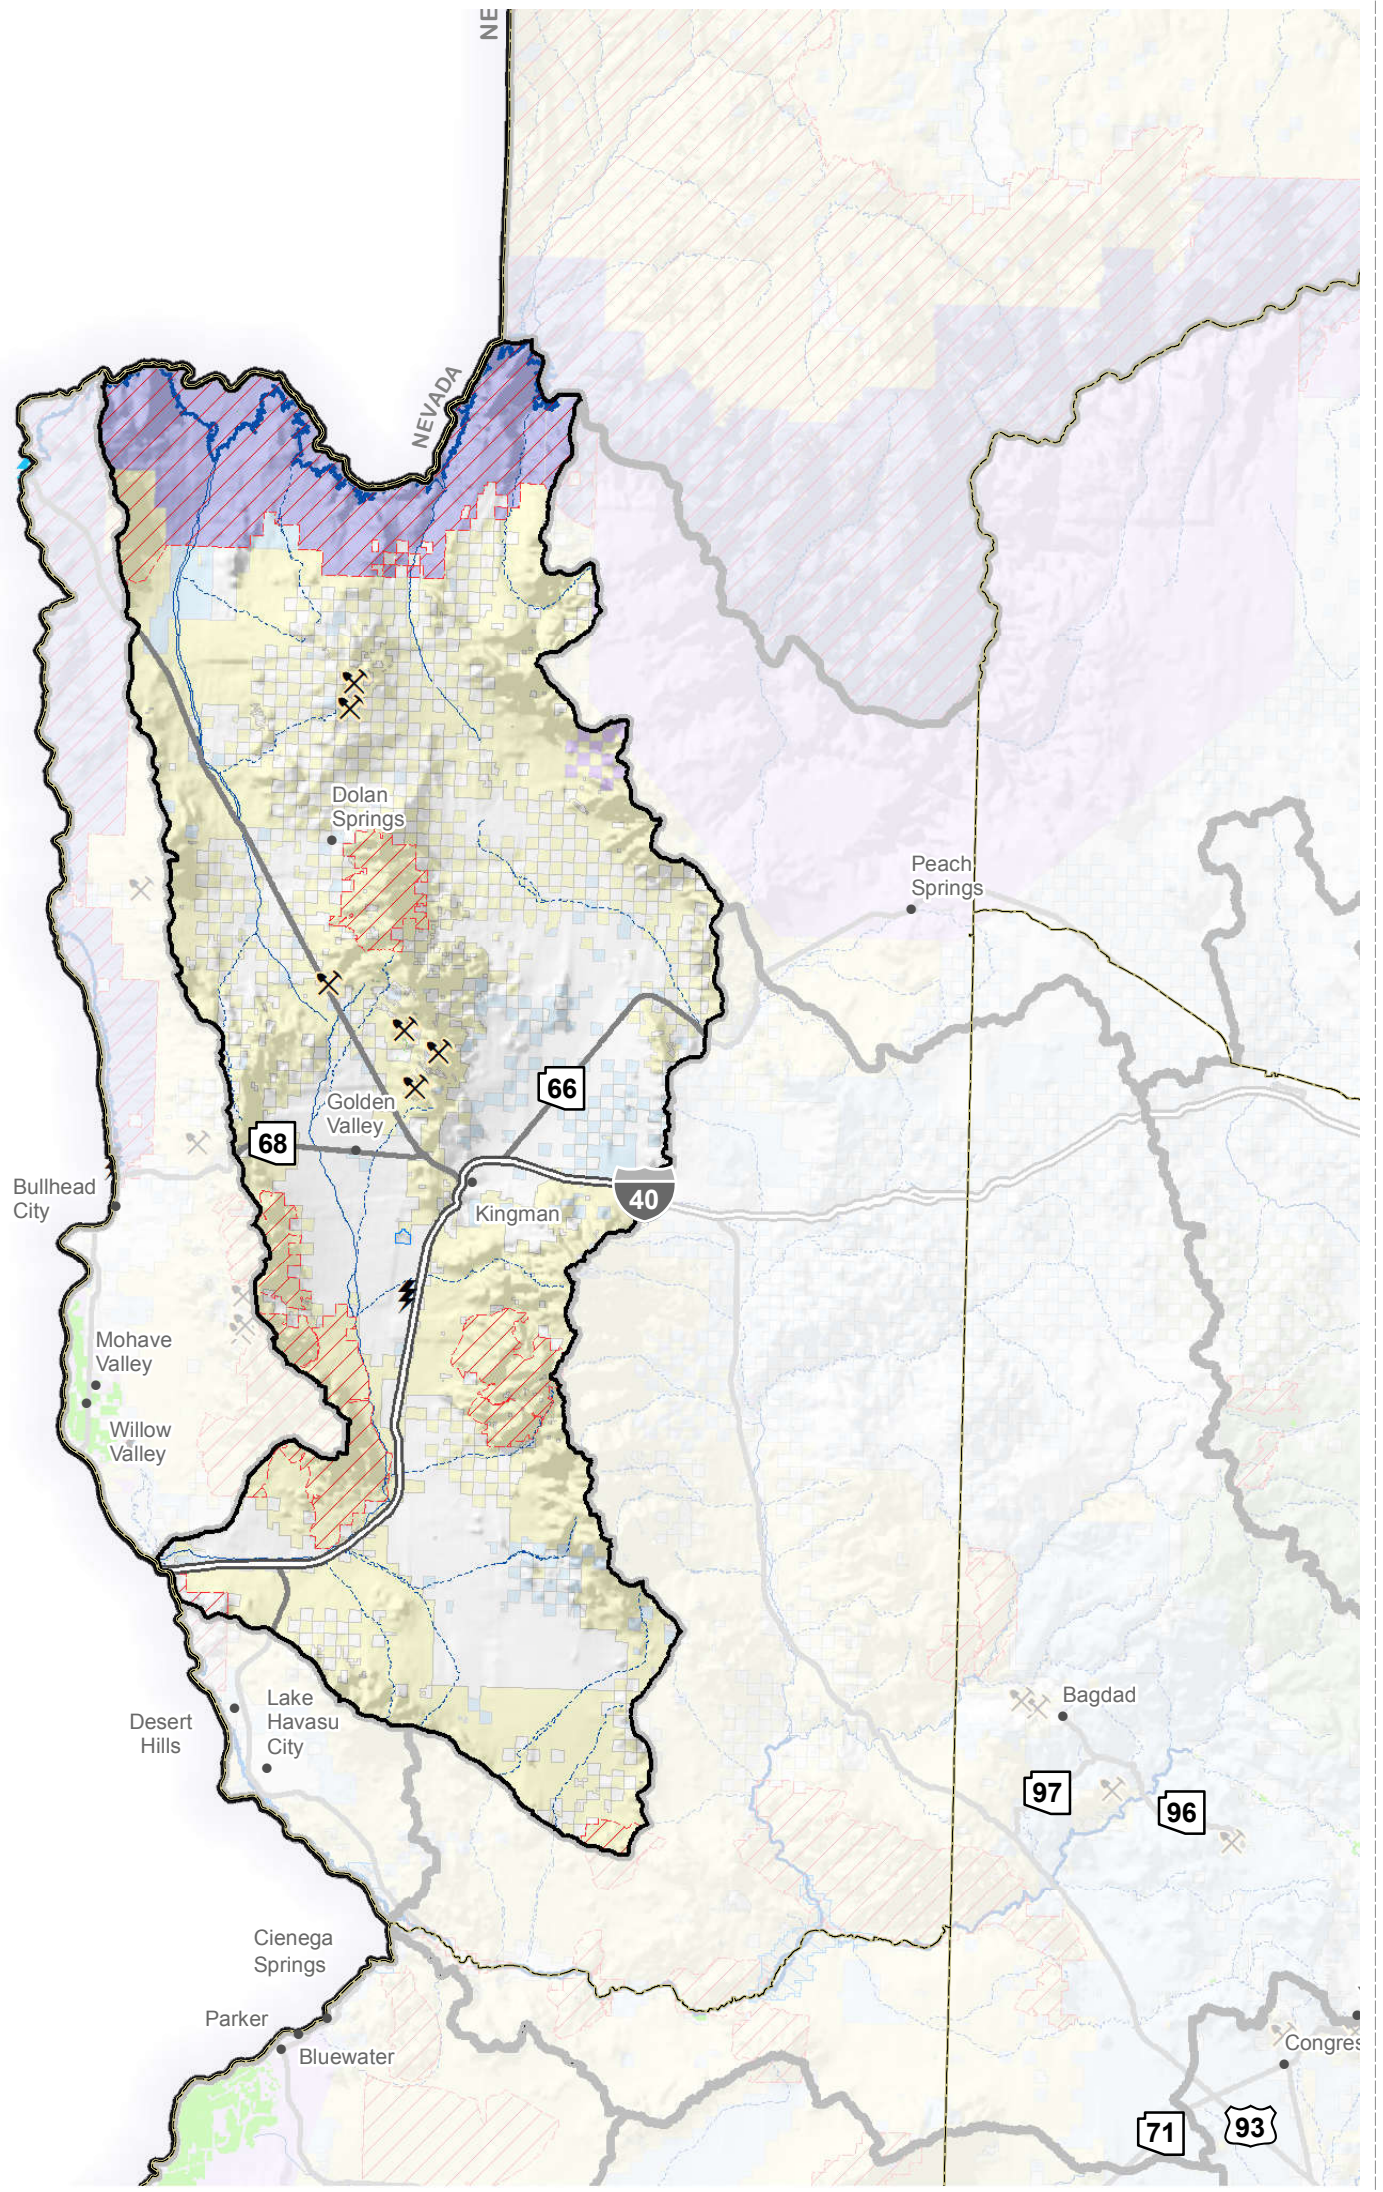 NE
NEVADA
Dolan
Springs
Peach
Springs
66
Golden
Valley
68
Bullhead
City
40
Kingman
Mohave
Valley
Willow
Valley
Lake
Havasu
City
Desert
Hills
Bagdad
97
96
Cienega
Springs
Parker
Bluewater
Congres
71
93